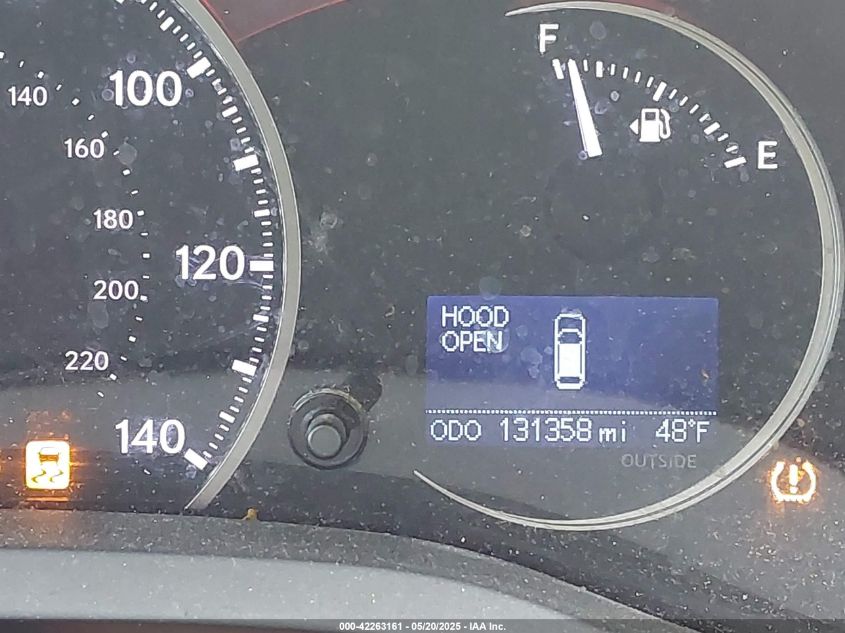 F
100
140
160
E
180
120
200
HOOD
OPEN
220
140
ODO 131358 mi 48°F
OUTSIDE
000-42263161 - 05/20/2025 - IAA Inc.